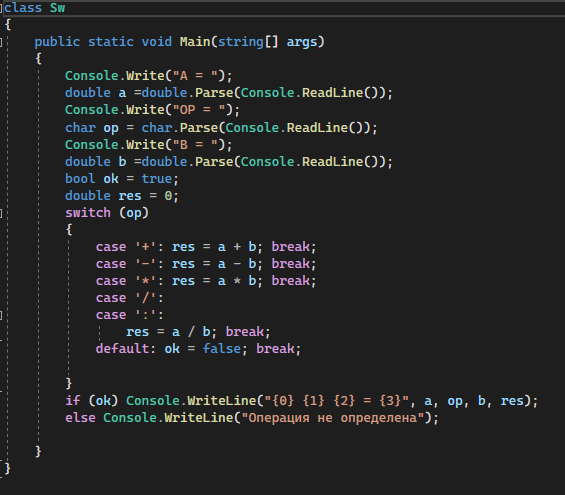 class Sw
{
    public static void Main(string[] args)
    {
        Console.Write("A = ");
        double a =double.Parse(Console.ReadLine());
        Console.Write("OP = ");
        char op = char.Parse(Console.ReadLine());
        Console.Write("B = ");
        double b =double.Parse(Console.ReadLine());
        bool ok = true;
        double res = 0;
        switch (op)
        {
            case '+': res = a + b; break;
            case '-': res = a - b; break;
            case '*': res = a * b; break;
            case '/':
            case ':':
                res = a / b; break;
            default: ok = false; break;
        }
        if (ok) Console.WriteLine("{0} {1} {2} = {3}", a, op, b, res);
        else Console.WriteLine("Операция не определена");
    }
}